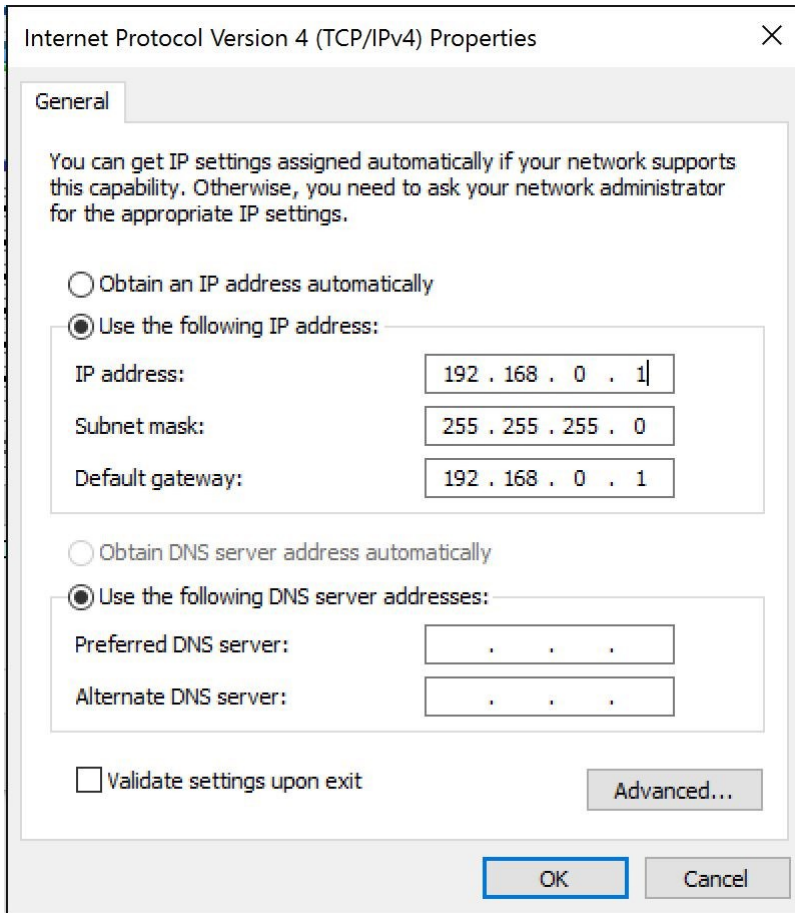 Internet Protocol Version 4 (TCP/IPv4) Properties
General
You can get IP settings assigned automatically if your network supports
this capability. Otherwise, you need to ask your network administrator
for the appropriate IP settings.
Obtain an IP address automatically
Use the following IP address:
IP address: 192 . 168 . 0 . 1
Subnet mask: 255 . 255 . 255 . 0
Default gateway: 192 . 168 . 0 . 1
Obtain DNS server address automatically
Use the following DNS server addresses:
Preferred DNS server: . . .
Alternate DNS server: . . .
Validate settings upon exit
Advanced...
OK Cancel